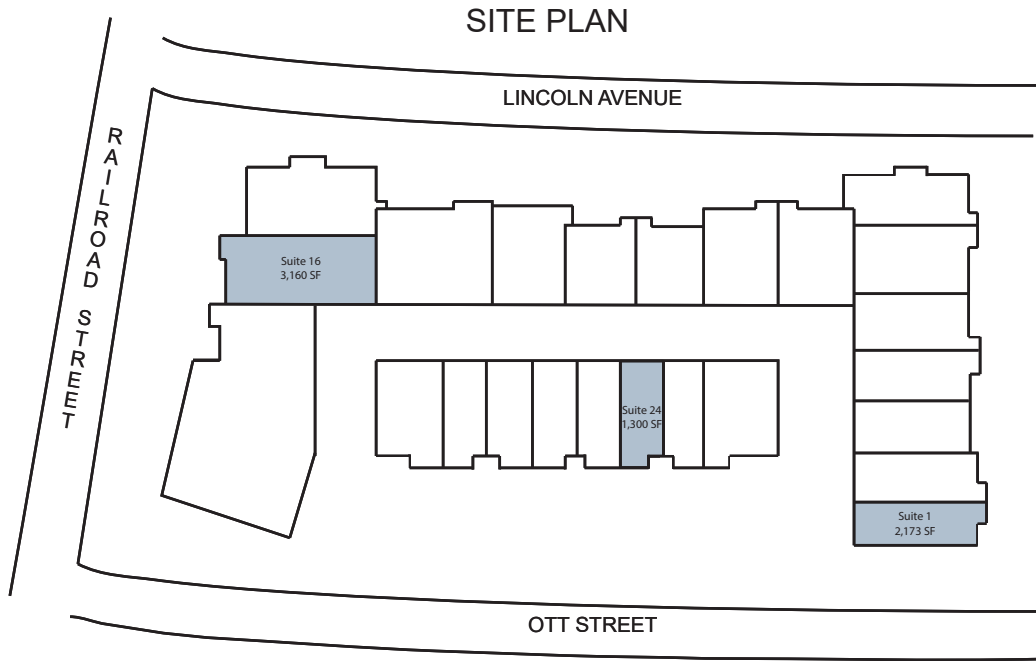 SITE PLAN
LINCOLN AVENUE
RAILROAD STREET
Suite 16
3,160 SF
Suite 24
1,300 SF
Suite 1
2,173 SF
OTT STREET